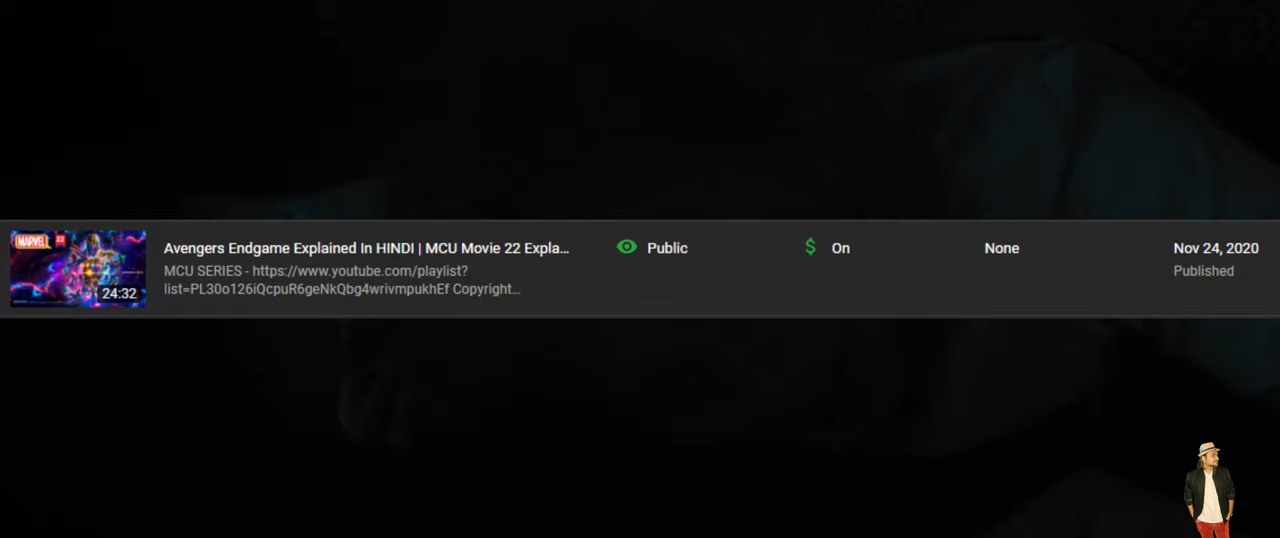 MARVEL 22
Avengers Endgame Explained In HINDI | MCU Movie 22 Expla...
Public
On
None
Nov 24, 2020
MCU SERIES - https://www.youtube.com/playlist?
Published
list=PL30o126iQcpuR6geNkQbg4wrivmpukhEf Copyright...
24:32